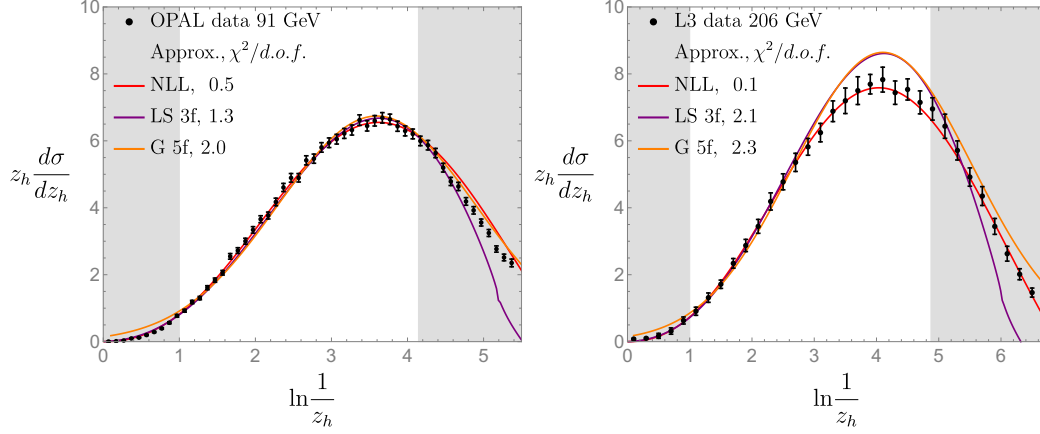 OPAL data 91 GeV
Approx., χ²/d.o.f.
NLL, 0.5
LS 3f, 1.3
G 5f, 2.0
z_h dσ/dz_h
0 2 4 6 8
0 1 2 3 4 5
ln 1/z_h
L3 data 206 GeV
Approx., χ²/d.o.f.
NLL, 0.1
LS 3f, 2.1
G 5f, 2.3
z_h dσ/dz_h
0 2 4 6 8
0 1 2 3 4 5 6
ln 1/z_h